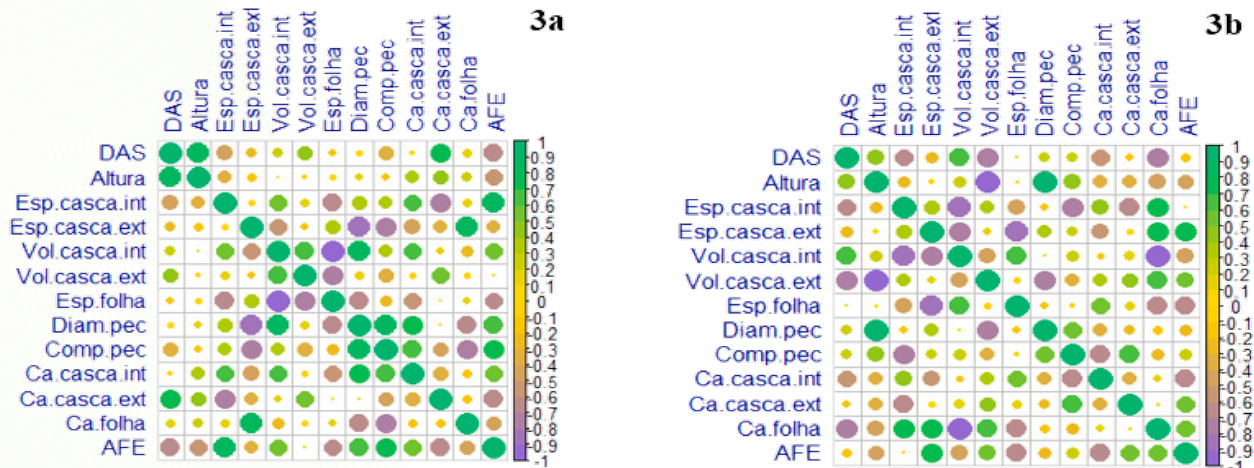 3a
DAS Altura Esp.casca.int Esp.casca.exl Vol.casca.int Vol.casca.ext Esp.folha Diam.pec Comp.pec Ca.casca.int Ca.casca.ext Ca.folha AFE
DAS
Altura
Esp.casca.int
Esp.casca.ext
Vol.casca.int
Vol.casca.ext
Esp.folha
Diam.pec
Comp.pec
Ca.casca.int
Ca.casca.ext
Ca.folha
AFE
1
0.9
0.8
0.7
0.6
0.5
0.4
0.3
0.2
0.1
0
-0.1
-0.2
-0.3
-0.4
-0.5
-0.6
-0.7
-0.8
-0.9
-1
3b
DAS Altura Esp.casca.int Esp.casca.exl Vol.casca.int Vol.casca.ext Esp.folha Diam.pec Comp.pec Ca.casca.int Ca.casca.ext Ca.folha AFE
DAS
Altura
Esp.casca.int
Esp.casca.ext
Vol.casca.int
Vol.casca.ext
Esp.folha
Diam.pec
Comp.pec
Ca.casca.int
Ca.casca.ext
Ca.folha
AFE
1
0.9
0.8
0.7
0.6
0.5
0.4
0.3
0.2
0.1
0
-0.1
-0.2
-0.3
-0.4
-0.5
-0.6
-0.7
-0.8
-0.9
-1